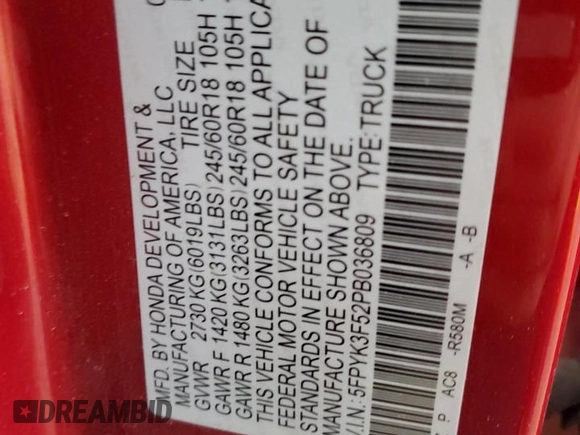 MFD. BY HONDA DEVELOPMENT &
MANUFACTURING OF AMERICA, LLC
GVWR 2730 KG (6019LBS) TIRE SIZE
GAWR F 1420 KG (3131LBS) 245/60R18 105H
GAWR R 1480 KG (3263LBS) 245/60R18 105H
THIS VEHICLE CONFORMS TO ALL
FEDERAL MOTOR VEHICLE SAFETY
STANDARDS IN EFFECT ON THE DATE OF
MANUFACTURE SHOWN ABOVE.
V.I.N.: 5FPYK3F52PB036809 TYPE: TRUCK
P AC8 -R580M -A -B
DREAMBID